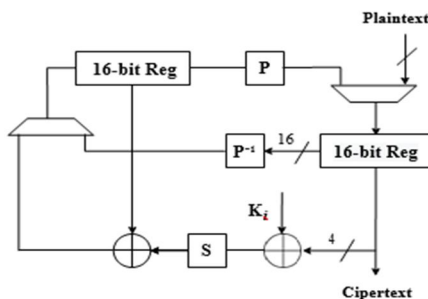 Plaintext
16-bit Reg
P
16
P⁻¹
16-bit Reg
Kᵢ
4
S
Cipertext